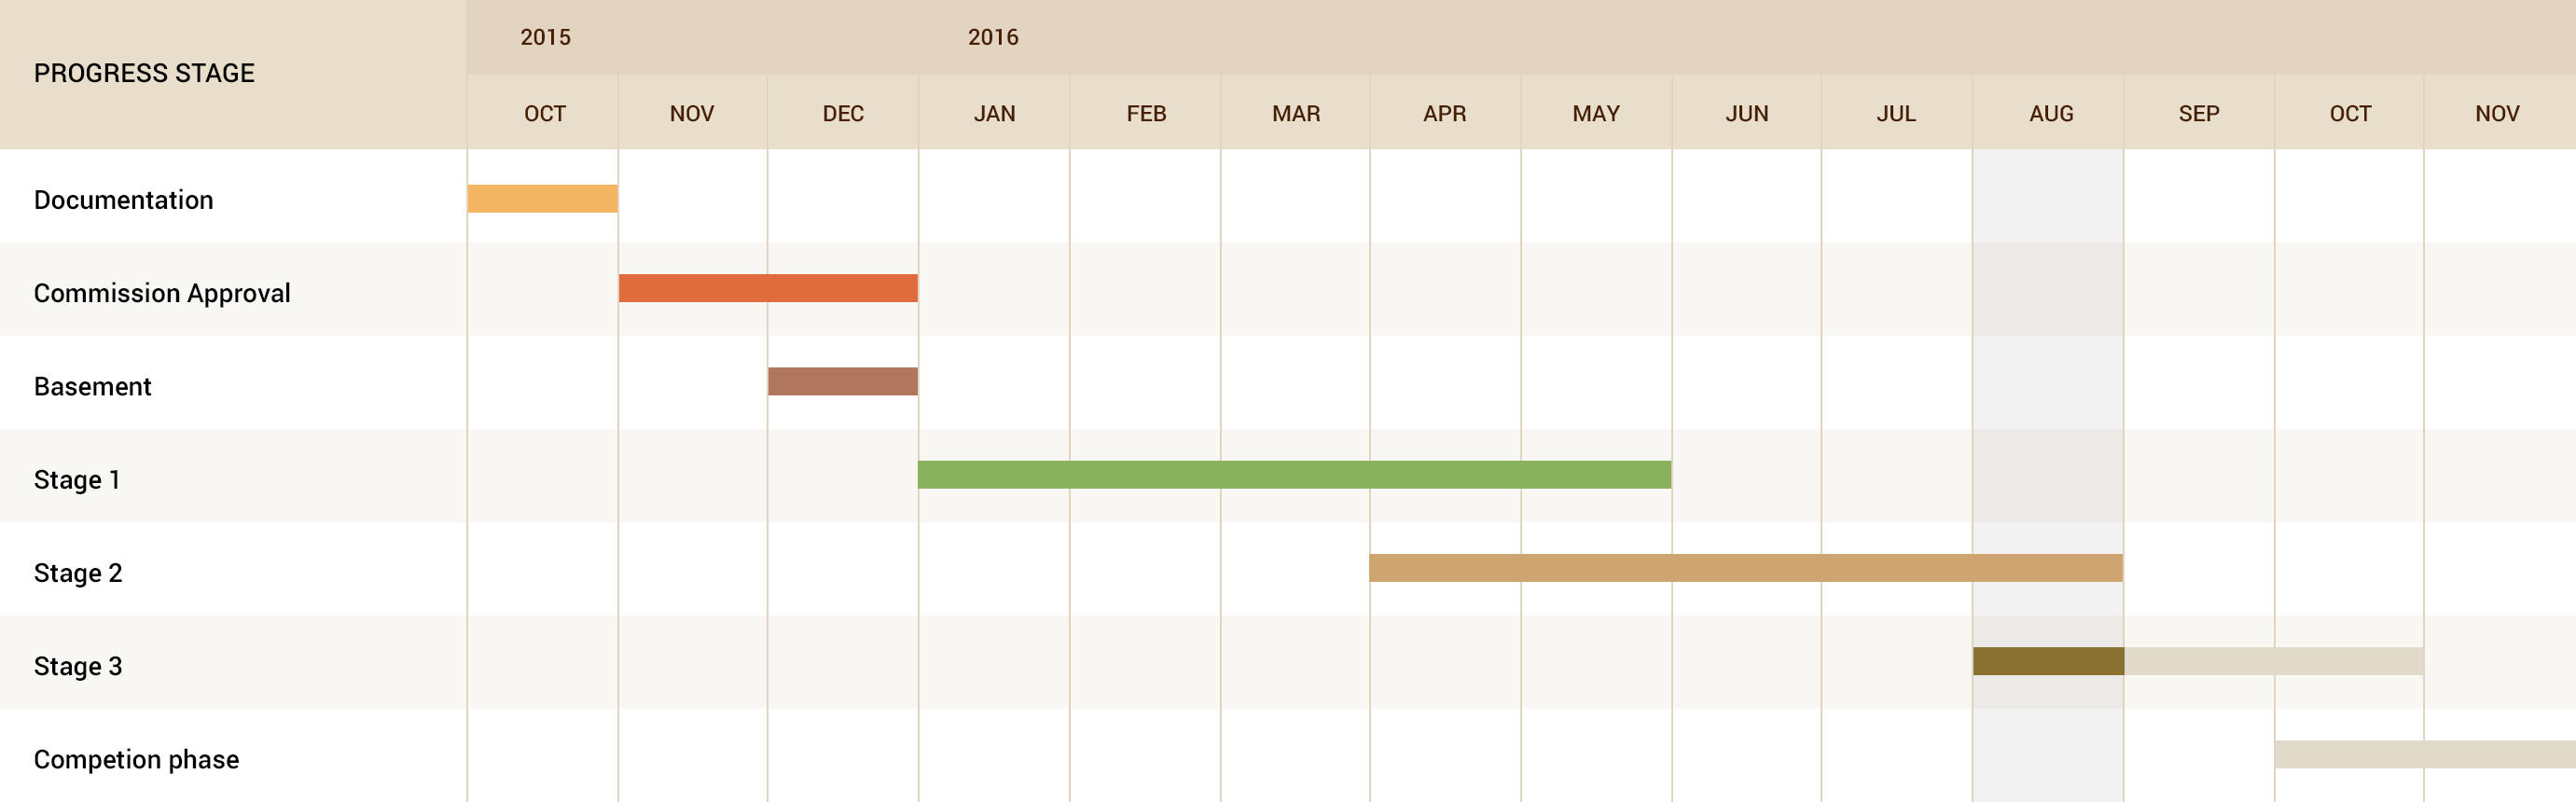 PROGRESS STAGE
2015 2016
OCT NOV DEC JAN FEB MAR APR MAY JUN JUL AUG SEP OCT NOV
Documentation
Commission Approval
Basement
Stage 1
Stage 2
Stage 3
Competion phase